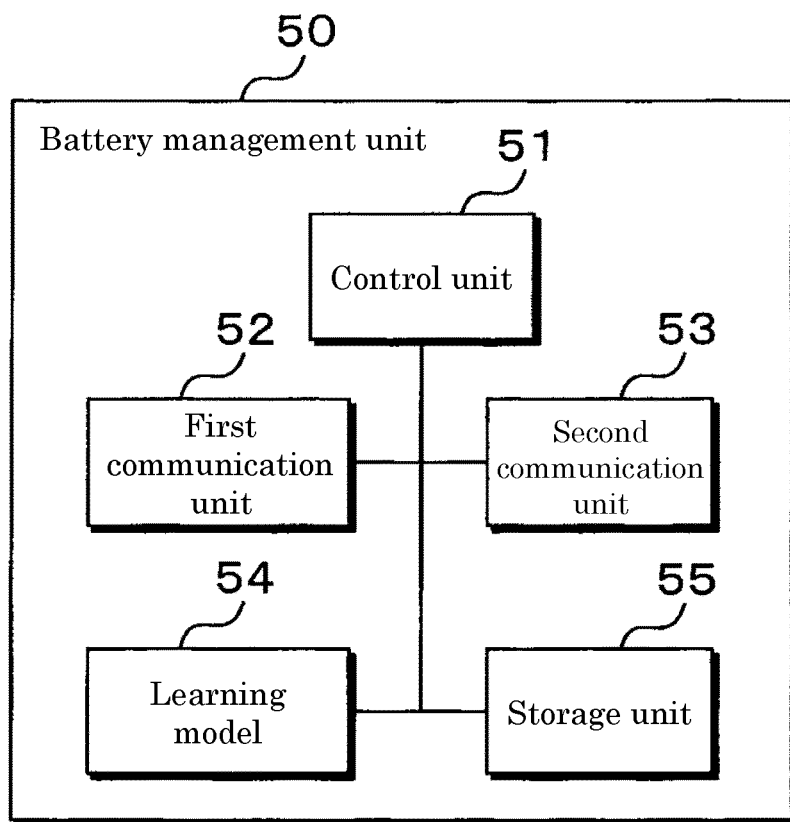 50
Battery management unit
51
Control unit
52
53
First
communication
unit
Second
communication
unit
54
55
Learning
model
Storage unit